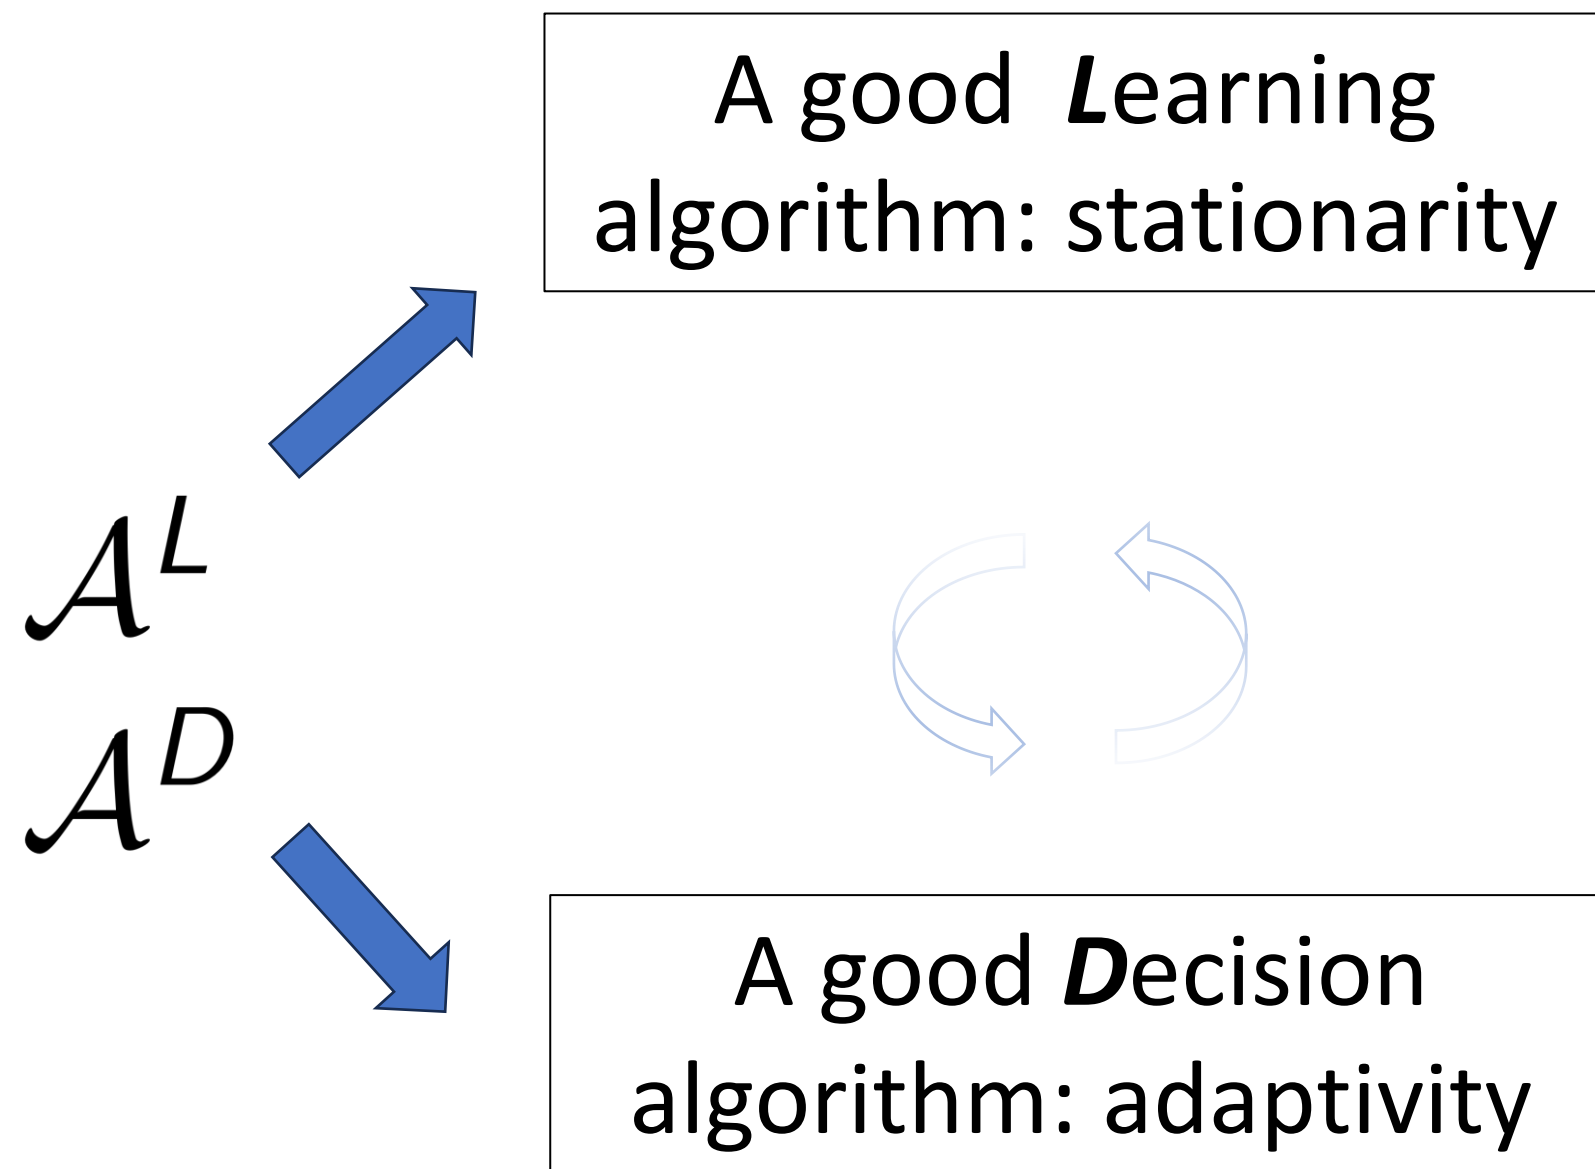 A good Learning
algorithm: stationarity
𝒜^L
𝒜^D
A good Decision
algorithm: adaptivity